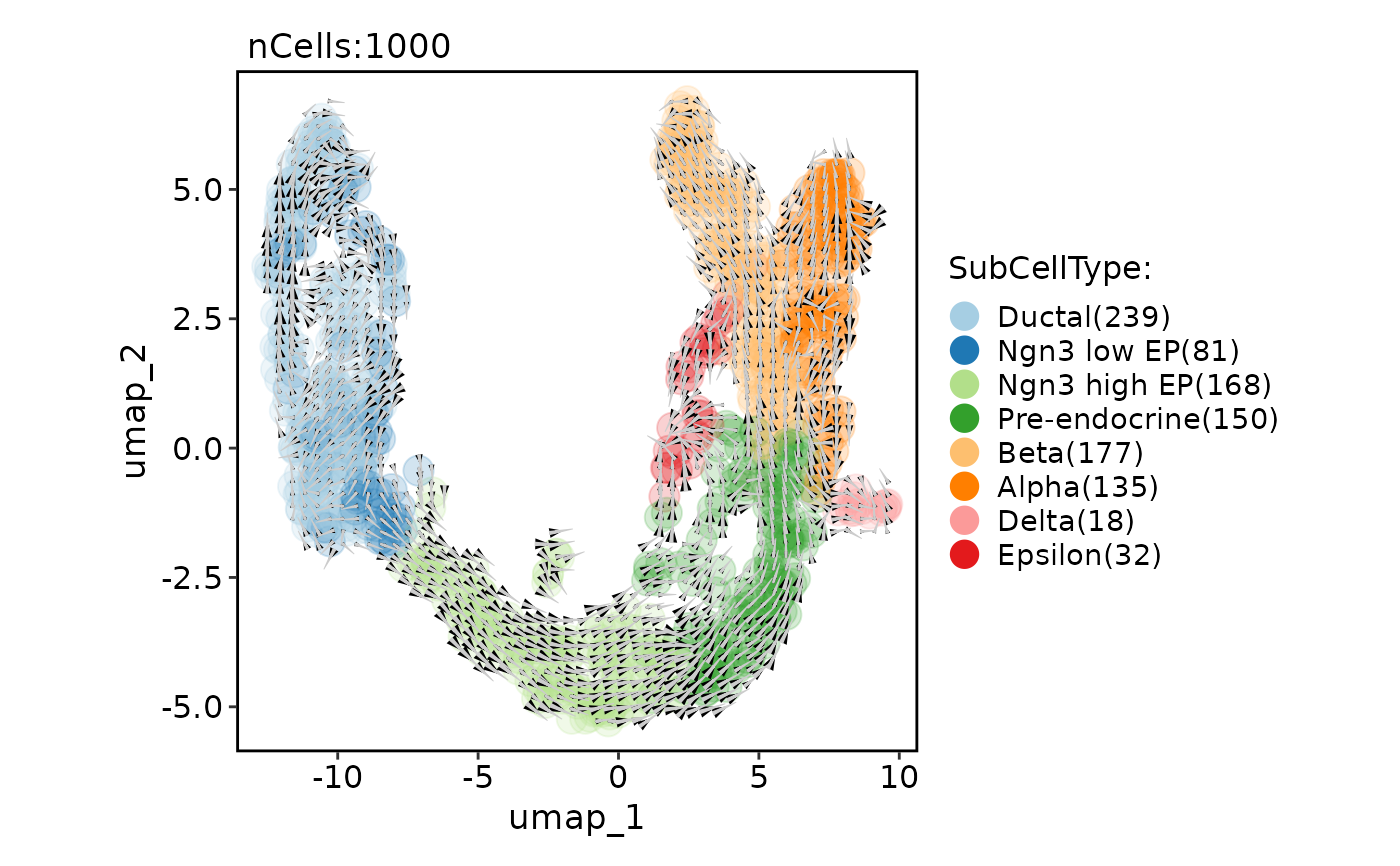 nCells:1000
umap_2
5.0
2.5
0.0
-2.5
-5.0
-10
-5
0
5
10
umap_1
SubCellType:
Ductal(239)
Ngn3 low EP(81)
Ngn3 high EP(168)
Pre-endocrine(150)
Beta(177)
Alpha(135)
Delta(18)
Epsilon(32)